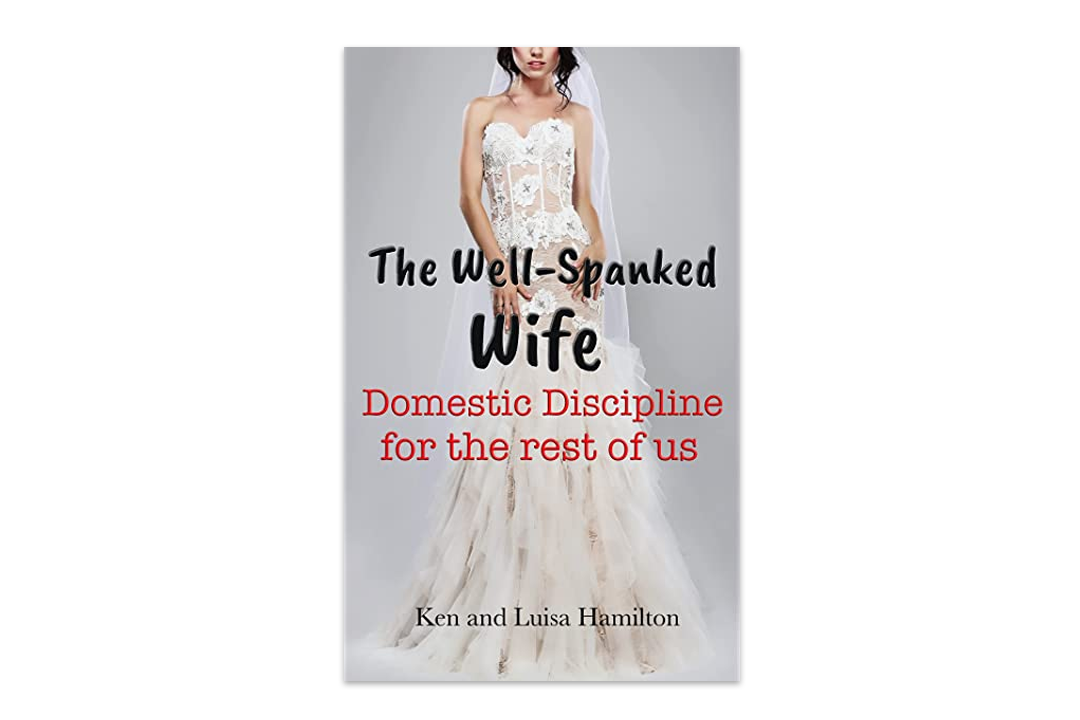 The Well-Spanked
Wife
Domestic Discipline
for the rest of us
Ken and Luisa Hamilton